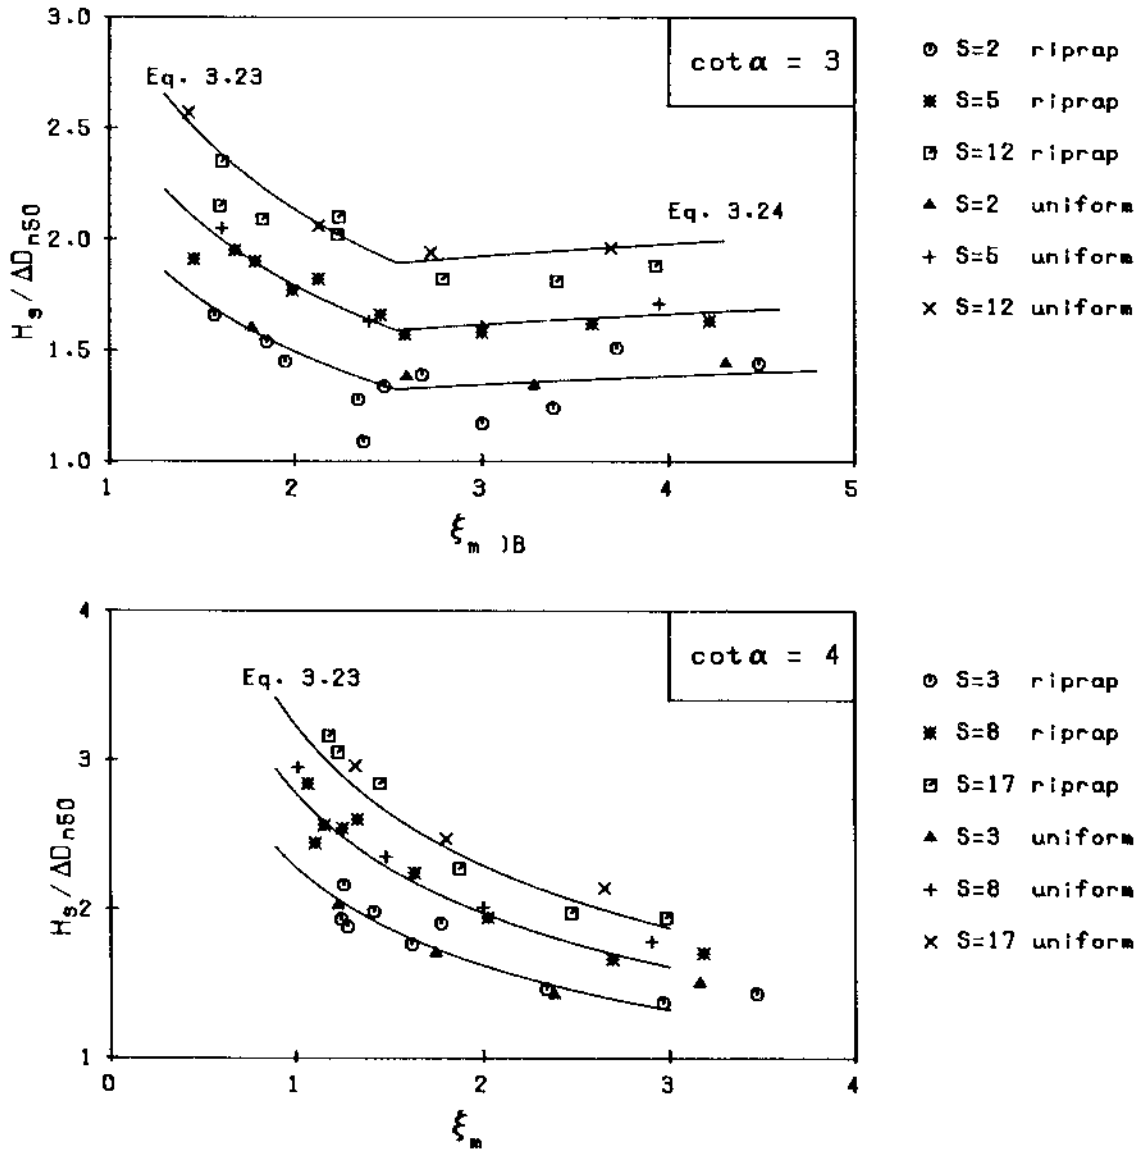 3.0
cot α = 3
Eq. 3.23
2.5
Eq. 3.24
2.0
1.5
1.0
H_s / ΔD_n50
1 2 3 4 5
ξ_m )B
⊙ S=2 riprap
✱ S=5 riprap
⊡ S=12 riprap
▲ S=2 uniform
+ S=5 uniform
× S=12 uniform
4
cot α = 4
Eq. 3.23
3
2
1
H_s / ΔD_n50
0 1 2 3 4
ξ_m
⊙ S=3 riprap
✱ S=8 riprap
⊡ S=17 riprap
▲ S=3 uniform
+ S=8 uniform
× S=17 uniform